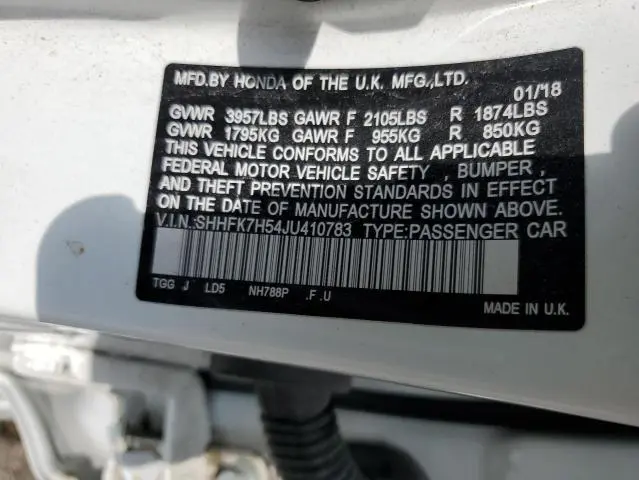 MFD.BY HONDA OF THE U.K. MFG.,LTD. 01/18
GVWR 3957LBS GAWR F 2105LBS R 1874LBS
GVWR 1795KG GAWR F 955KG R 850KG
THIS VEHICLE CONFORMS TO ALL APPLICABLE
FEDERAL MOTOR VEHICLE SAFETY , BUMPER ,
AND THEFT PREVENTION STANDARDS IN EFFECT
ON THE DATE OF MANUFACTURE SHOWN ABOVE.
V.I.N.:SHHFK7H54JU410783 TYPE:PASSENGER CAR
TGG J LD5 NH788P .F .U
MADE IN U.K.